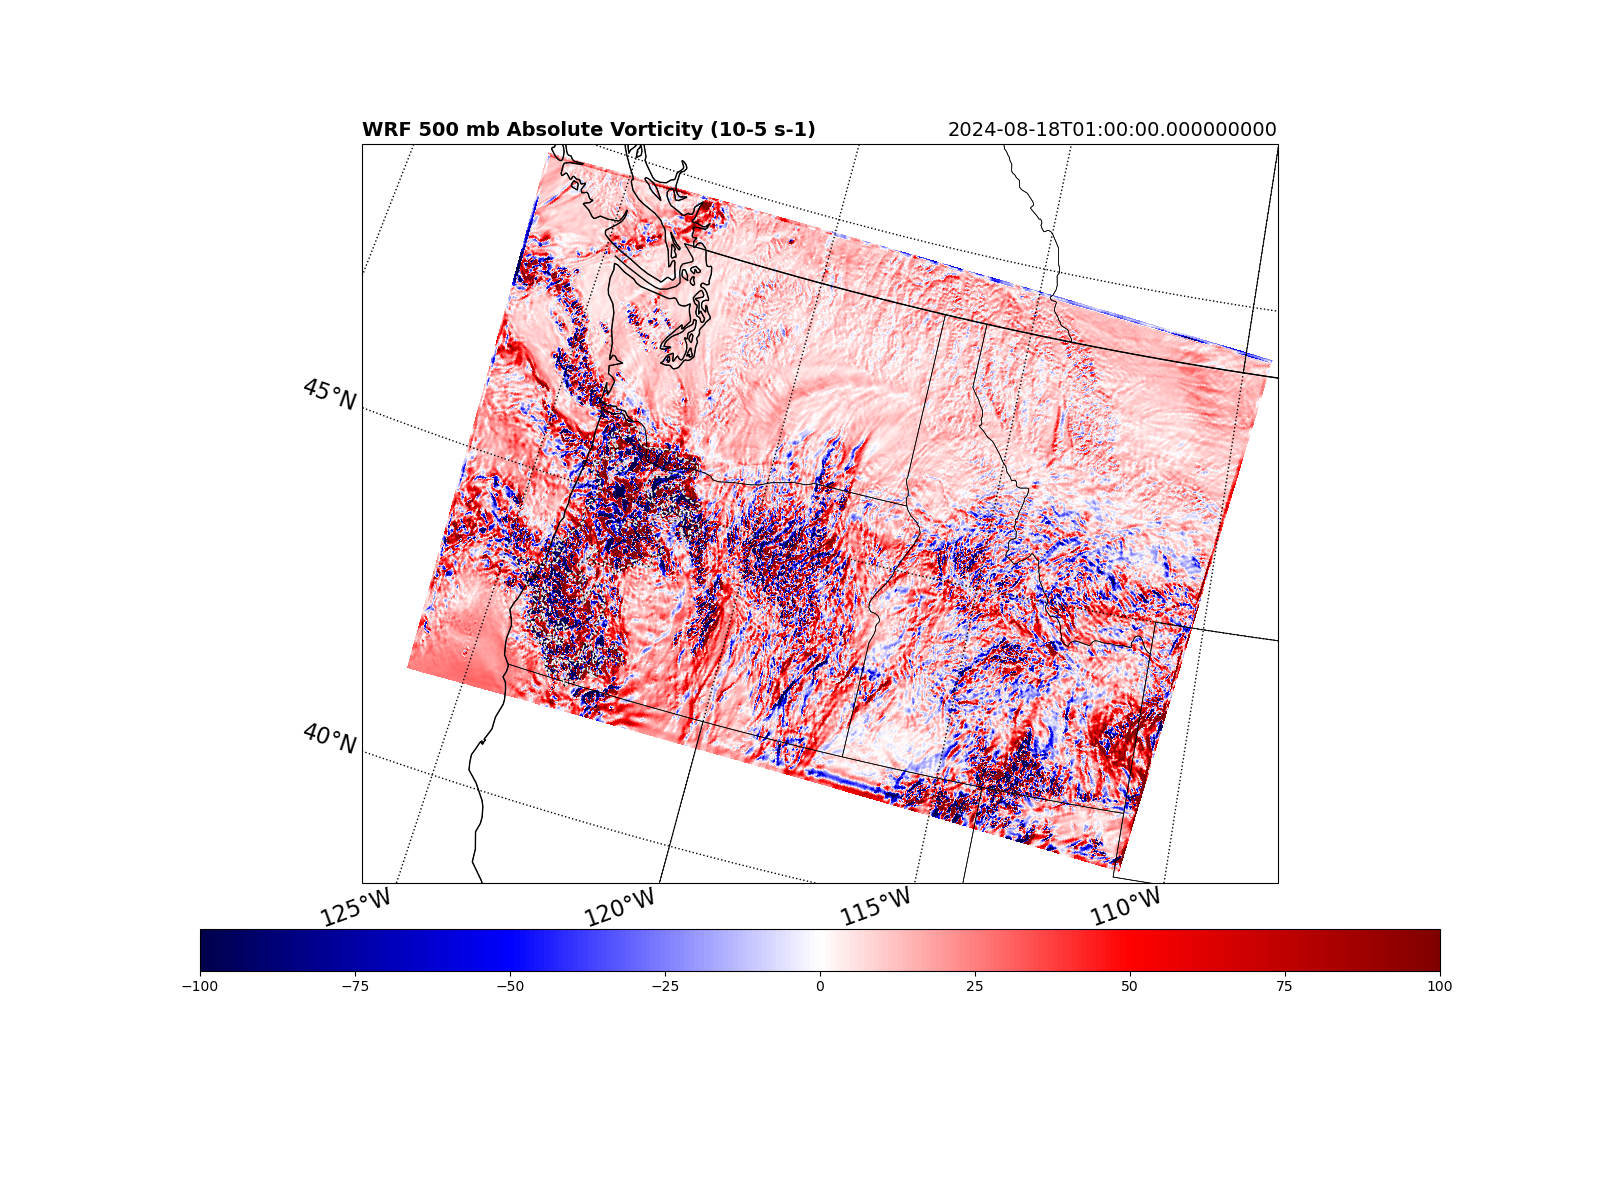 WRF 500 mb Absolute Vorticity (10-5 s-1)
2024-08-18T01:00:00.000000000
45°N
40°N
125°W
120°W
115°W
110°W
−100
−75
−50
−25
0
25
50
75
100